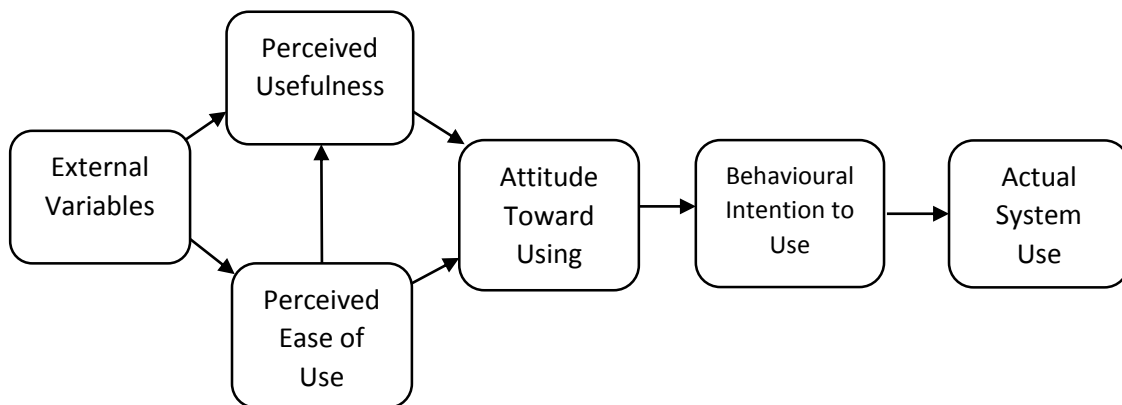 Perceived
Usefulness
External
Variables
Perceived
Ease of
Use
Attitude
Toward
Using
Behavioural
Intention to
Use
Actual
System
Use